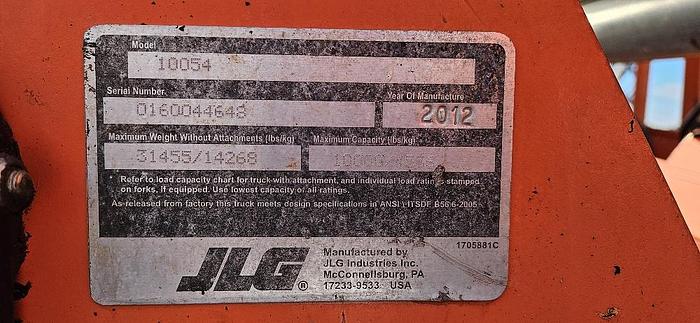 Model
10054
Serial Number
0160044648
Year Of Manufacture
2012
Maximum Weight Without Attachments (lbs/kg)
31455/14268
Maximum Capacity (lbs/kg)
Refer to load capacity chart for truck with attachment, and individual load rating stamped
on forks, if equipped. Use lowest capacity of all ratings.
As released from factory this truck meets design specifications in ANSI \ ITSDF B56.6-2005
1705881C
JLG®
Manufactured by
JLG Industries Inc.
McConnellsburg, PA
17233-9533 USA